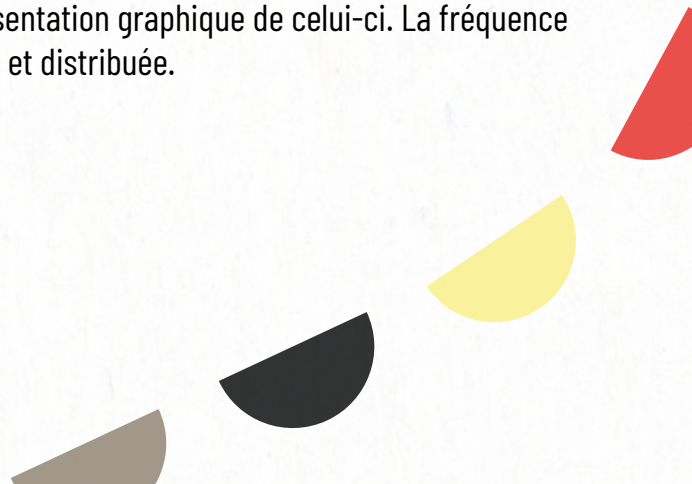 sentation graphique de celui-ci. La fréquence
et distribuée.